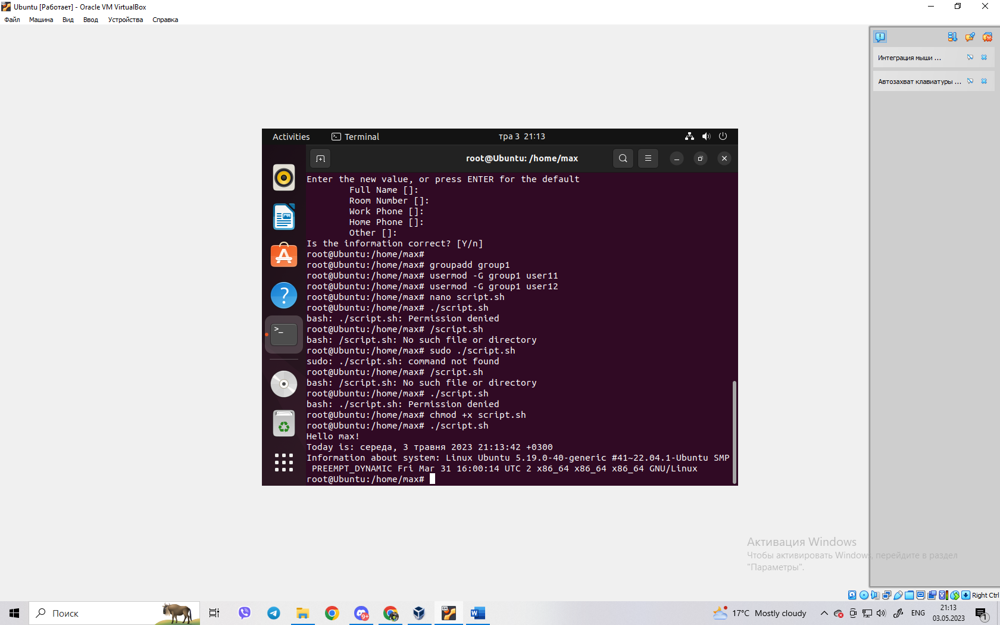 Ubuntu [Работает] - Oracle VM VirtualBox
Файл Машина Вид Ввод Устройства Справка
Интеграция мыши ...
Автозахват клавиатуры ...
Activities Terminal тра 3 21:13
root@Ubuntu: /home/max
Enter the new value, or press ENTER for the default
Full Name []:
Room Number []:
Work Phone []:
Home Phone []:
Other []:
Is the information correct? [Y/n]
root@Ubuntu:/home/max#
root@Ubuntu:/home/max# groupadd group1
root@Ubuntu:/home/max# usermod -G group1 user11
root@Ubuntu:/home/max# usermod -G group1 user12
root@Ubuntu:/home/max# nano script.sh
root@Ubuntu:/home/max# ./script.sh
bash: ./script.sh: Permission denied
root@Ubuntu:/home/max# /script.sh
bash: /script.sh: No such file or directory
root@Ubuntu:/home/max# sudo ./script.sh
sudo: ./script.sh: command not found
root@Ubuntu:/home/max# /script.sh
bash: /script.sh: No such file or directory
root@Ubuntu:/home/max# ./script.sh
bash: ./script.sh: Permission denied
root@Ubuntu:/home/max# chmod +x script.sh
root@Ubuntu:/home/max# ./script.sh
Hello max!
Today is: середа, 3 травня 2023 21:13:42 +0300
Information about system: Linux Ubuntu 5.19.0-40-generic #41~22.04.1-Ubuntu SMP
PREEMPT_DYNAMIC Fri Mar 31 16:00:14 UTC 2 x86_64 x86_64 x86_64 GNU/Linux
root@Ubuntu:/home/max#
Активация Windows
Чтобы активировать Windows, перейдите в раздел
"Параметры".
Right Ctrl
Поиск
17°C Mostly cloudy
ENG
21:13
03.05.2023